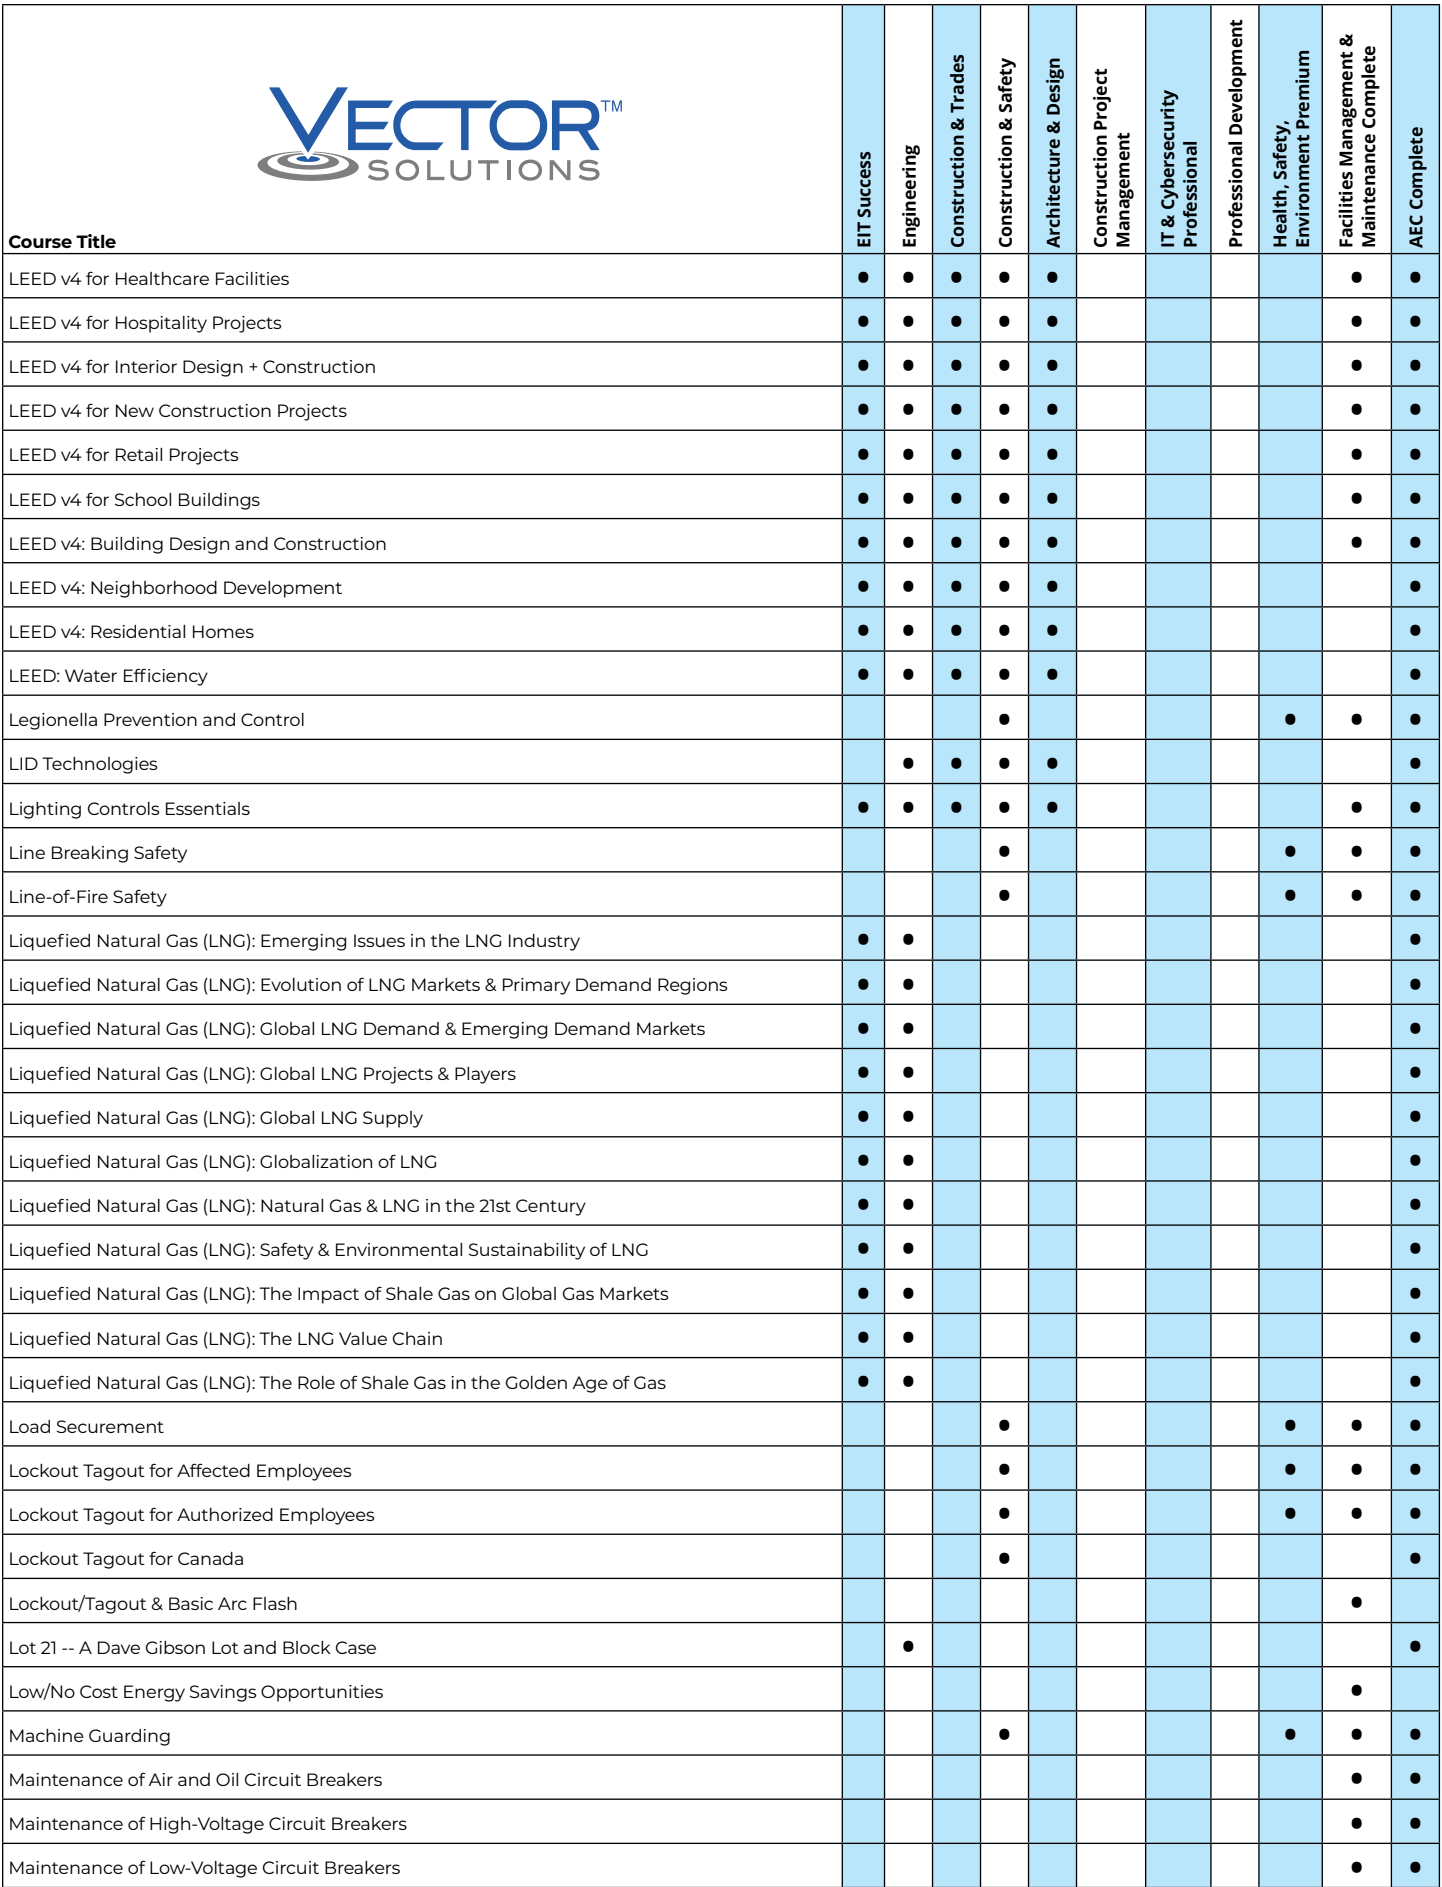 VECTOR™
SOLUTIONS
Course Title
EIT Success
Engineering
Construction & Trades
Construction & Safety
Architecture & Design
Construction Project
Management
IT & Cybersecurity
Professional
Professional Development
Health, Safety,
Environment Premium
Facilities Management &
Maintenance Complete
AEC Complete
LEED v4 for Healthcare Facilities • • • • • • •
LEED v4 for Hospitality Projects • • • • • • •
LEED v4 for Interior Design + Construction • • • • • • •
LEED v4 for New Construction Projects • • • • • • •
LEED v4 for Retail Projects • • • • • • •
LEED v4 for School Buildings • • • • • • •
LEED v4: Building Design and Construction • • • • • • •
LEED v4: Neighborhood Development • • • • • •
LEED v4: Residential Homes • • • • • •
LEED: Water Efficiency • • • • • •
Legionella Prevention and Control • • • •
LID Technologies • • • • •
Lighting Controls Essentials • • • • • • •
Line Breaking Safety • • • •
Line-of-Fire Safety • • • •
Liquefied Natural Gas (LNG): Emerging Issues in the LNG Industry • • •
Liquefied Natural Gas (LNG): Evolution of LNG Markets & Primary Demand Regions • • •
Liquefied Natural Gas (LNG): Global LNG Demand & Emerging Demand Markets • • •
Liquefied Natural Gas (LNG): Global LNG Projects & Players • • •
Liquefied Natural Gas (LNG): Global LNG Supply • • •
Liquefied Natural Gas (LNG): Globalization of LNG • • •
Liquefied Natural Gas (LNG): Natural Gas & LNG in the 21st Century • • •
Liquefied Natural Gas (LNG): Safety & Environmental Sustainability of LNG • • •
Liquefied Natural Gas (LNG): The Impact of Shale Gas on Global Gas Markets • • •
Liquefied Natural Gas (LNG): The LNG Value Chain • • •
Liquefied Natural Gas (LNG): The Role of Shale Gas in the Golden Age of Gas • • •
Load Securement • • • •
Lockout Tagout for Affected Employees • • • •
Lockout Tagout for Authorized Employees • • • •
Lockout Tagout for Canada • •
Lockout/Tagout & Basic Arc Flash •
Lot 21 -- A Dave Gibson Lot and Block Case • •
Low/No Cost Energy Savings Opportunities •
Machine Guarding • • • •
Maintenance of Air and Oil Circuit Breakers • •
Maintenance of High-Voltage Circuit Breakers • •
Maintenance of Low-Voltage Circuit Breakers • •